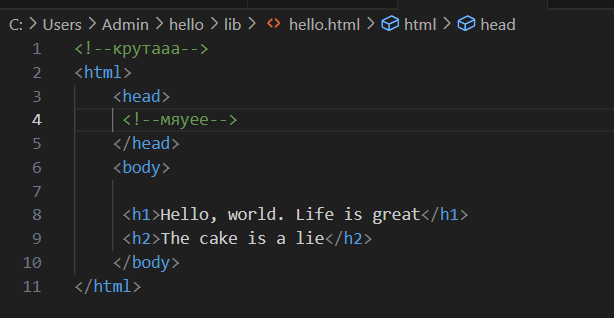 C: > Users > Admin > hello > lib > <> hello.html > html > head
1 <!--крутааа-->
2 <html>
3 <head>
4 <!--мяуее-->
5 </head>
6 <body>
7
8 <h1>Hello, world. Life is great</h1>
9 <h2>The cake is a lie</h2>
10 </body>
11 </html>